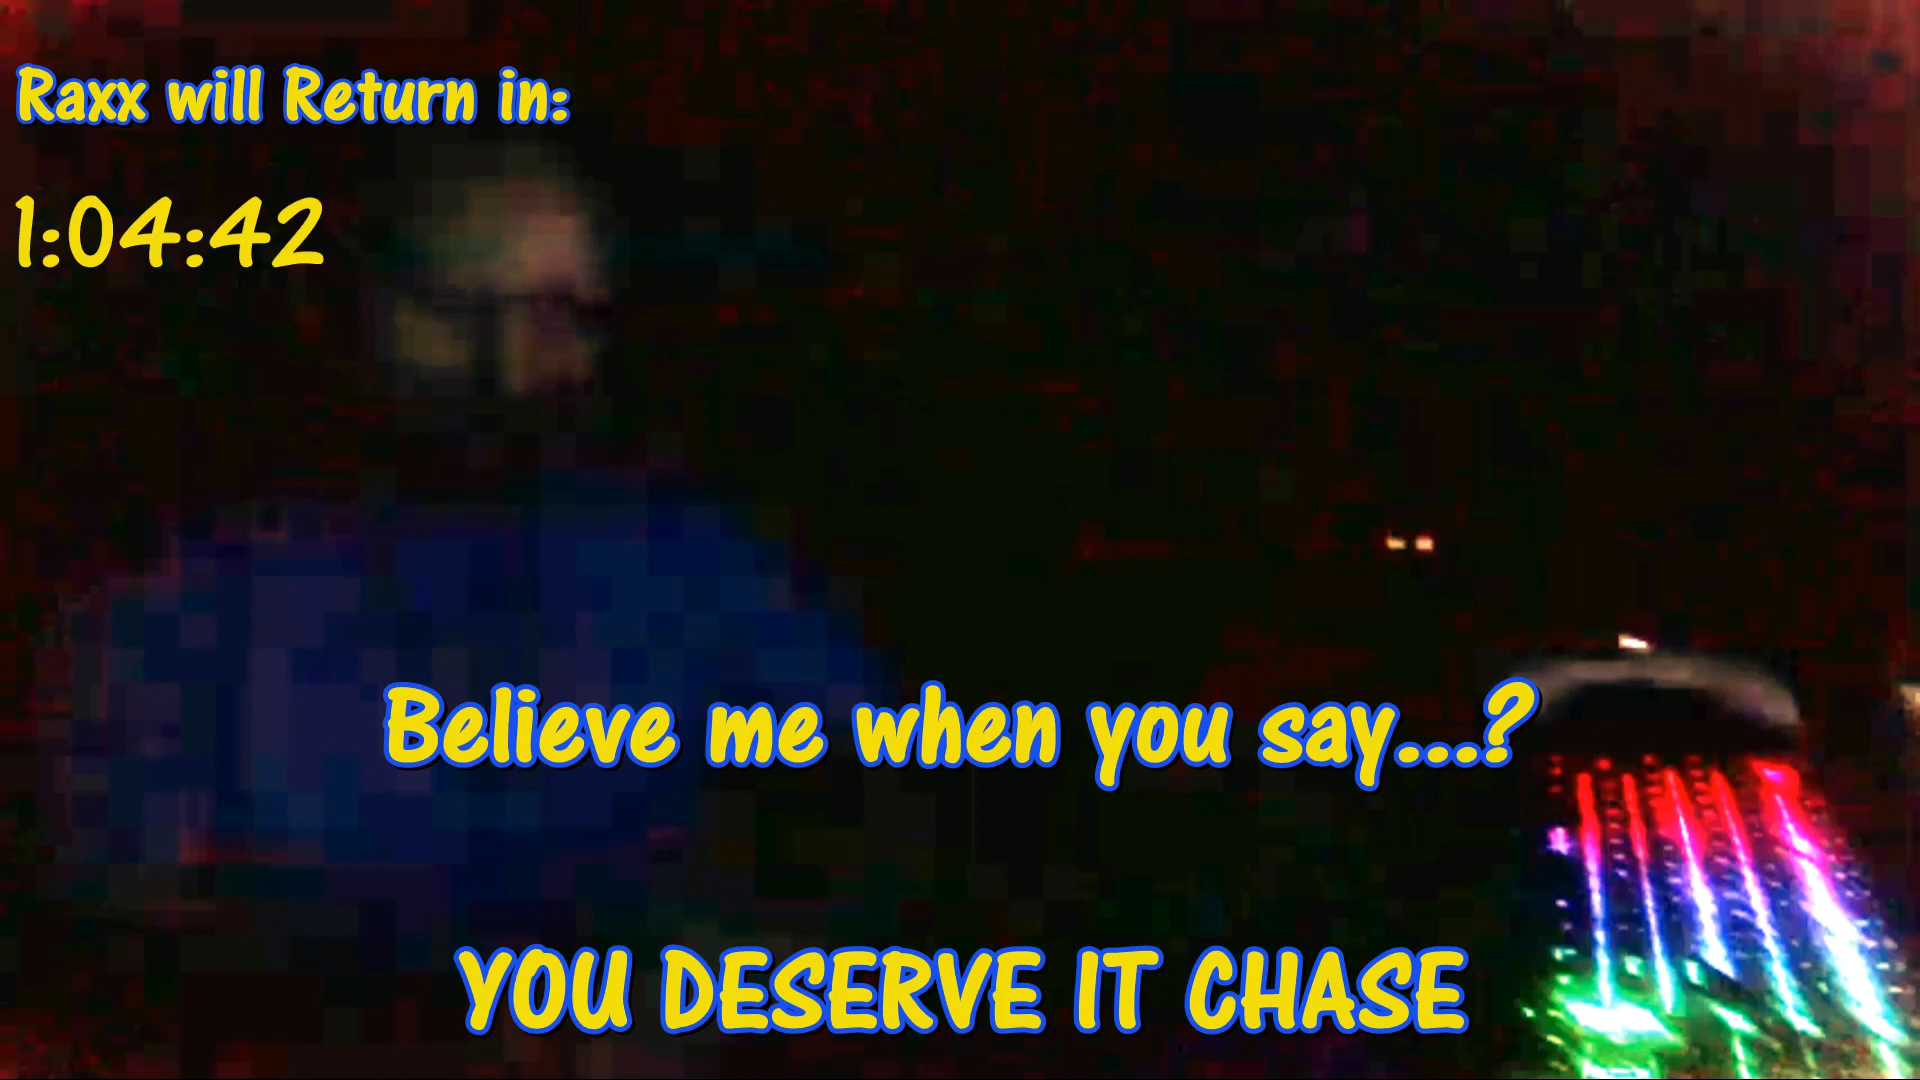 Raxx will Return in:
1:04:42
Believe me when you say...?
YOU DESERVE IT CHASE